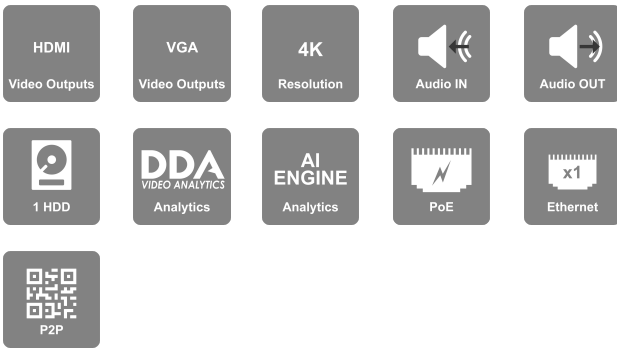 HDMI
Video Outputs
VGA
Video Outputs
4K
Resolution
Audio IN
Audio OUT
1 HDD
DDA
VIDEO ANALYTICS
Analytics
AI
ENGINE
Analytics
PoE
x1
Ethernet
P2P